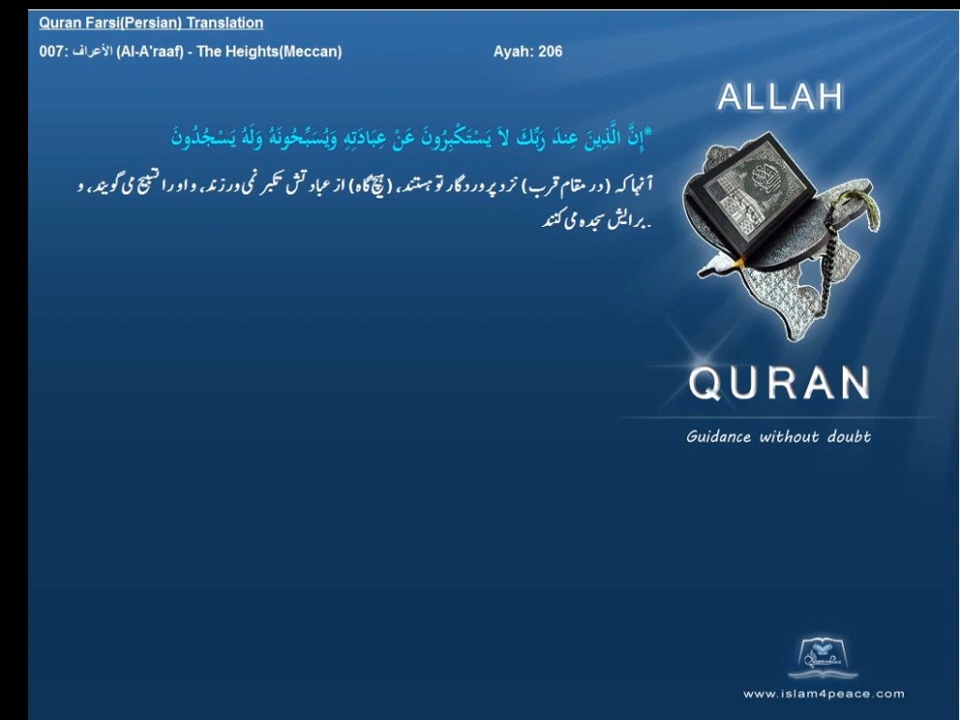 Quran Farsi(Persian) Translation
007: الأعراف (Al-A'raaf) - The Heights(Meccan) Ayah: 206
ALLAH
*إِنَّ الَّذِينَ عِندَ رَبِّكَ لاَ يَسْتَكْبِرُونَ عَنْ عِبَادَتِهِ وَيُسَبِّحُونَهُ وَلَهُ يَسْجُدُونَ
آنها که (در مقام قرب) نزد پروردگار تو هستند، (هیچ گاه) از عبادتش تکبر نمی ورزند، و او را تسبیح می گویند، و
برایش سجده می کنند.
QURAN
Guidance without doubt
www.islam4peace.com